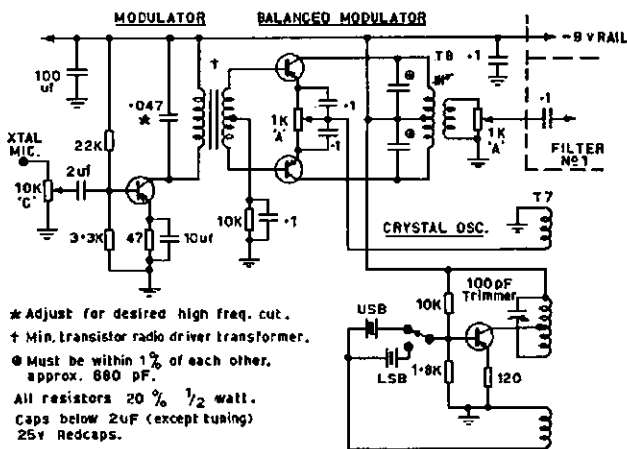 MODULATOR
BALANCED MODULATOR
-9V RAIL
100 uf
†
T8
·1
·047
*
XTAL MIC.
22K
2uf
10K 'C'
1K 'A'
·1
·1
1K 'A'
·1
FILTER Nº1
3·3K
47
10uf
10K
·1
T7
CRYSTAL OSC.
100pF Trimmer
USB
10K
LSB
1·8K
120
* Adjust for desired high freq. cut.
† Min. transistor radio driver transformer.
⊕ Must be within 1% of each other.
approx. 680 pF.
All resistors 20 % 1/2 watt.
Caps below 2uF (except tuning)
25v Redcaps.